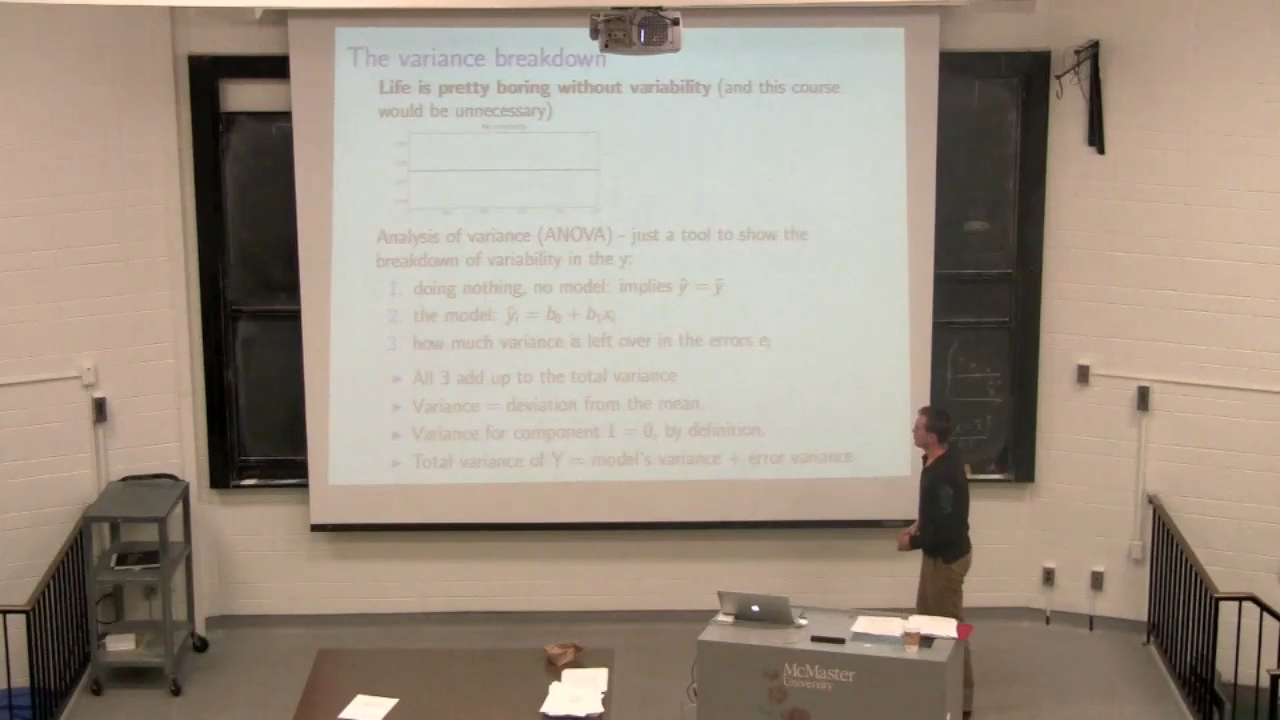 The variance breakdown
Life is pretty boring without variability (and this course
would be unnecessary)
No variability
Analysis of variance (ANOVA) – just a tool to show the
breakdown of variability in the y:
1. doing nothing, no model: implies ŷ = ȳ
2. the model: ŷᵢ = b₀ + b₁xᵢ
3. how much variance is left over in the errors eᵢ
▶ All 3 add up to the total variance
▶ Variance = deviation from the mean.
▶ Variance for component 1 = 0, by definition.
▶ Total variance of Y = model's variance + error variance
McMaster
University